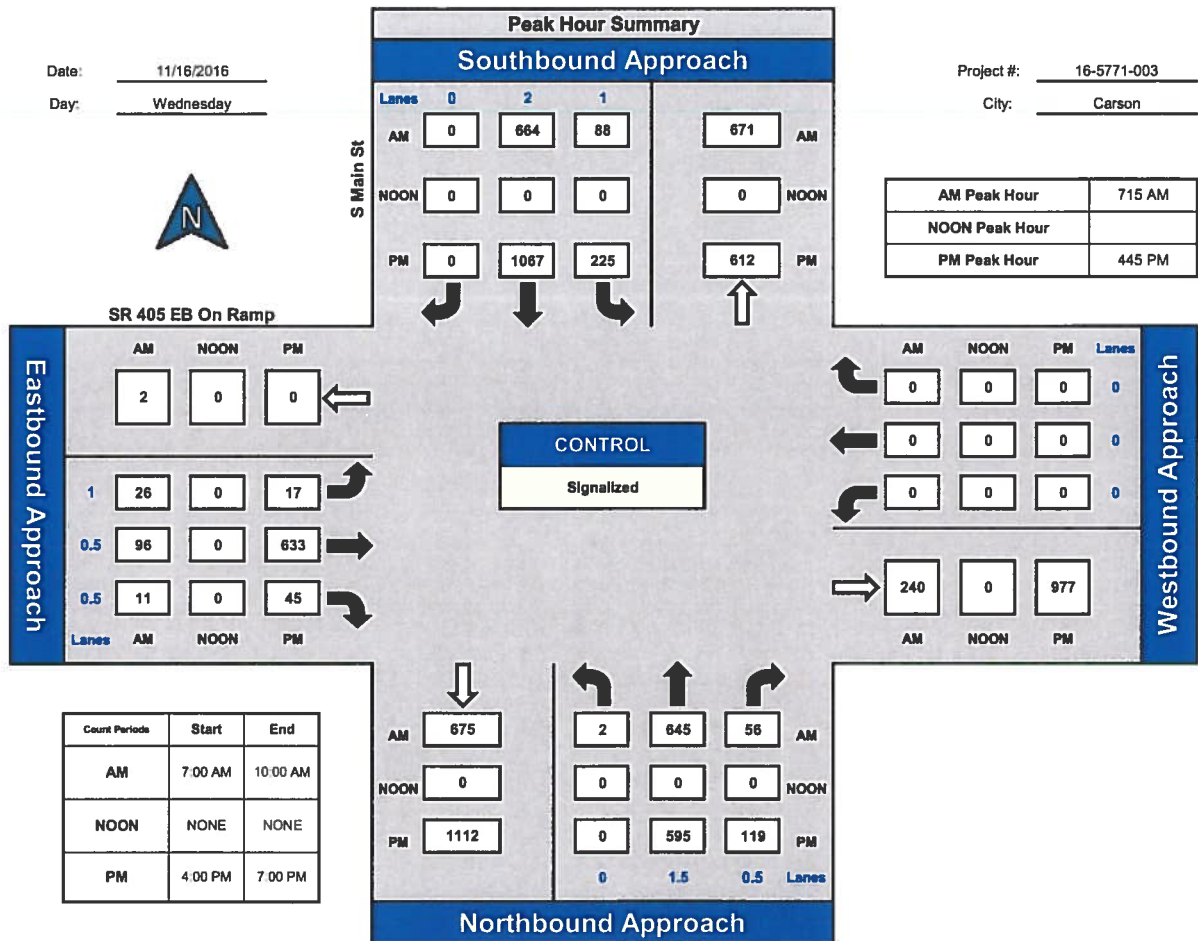 Peak Hour Summary
Southbound Approach
Date: 11/16/2016
Day: Wednesday
Project #: 16-5771-003
City: Carson
N
S Main St
Lanes 0 2 1
AM 0 664 88 671 AM
NOON 0 0 0 0 NOON
PM 0 1067 225 612 PM
AM Peak Hour 715 AM
NOON Peak Hour
PM Peak Hour 445 PM
SR 405 EB On Ramp
Eastbound Approach
AM NOON PM
2 0 0
1 26 0 17
0.5 96 0 633
0.5 11 0 45
Lanes AM NOON PM
CONTROL
Signalized
AM NOON PM Lanes
0 0 0 0
0 0 0 0
0 0 0 0
240 0 977
AM NOON PM
Westbound Approach
Count Periods Start End
AM 7:00 AM 10:00 AM
NOON NONE NONE
PM 4:00 PM 7:00 PM
AM 675 2 645 56 AM
NOON 0 0 0 0 NOON
PM 1112 0 595 119 PM
0 1.5 0.5 Lanes
Northbound Approach